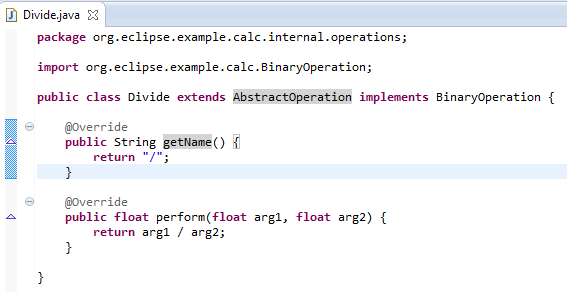 Divide.java
package org.eclipse.example.calc.internal.operations;
import org.eclipse.example.calc.BinaryOperation;
public class Divide extends AbstractOperation implements BinaryOperation {
@Override
public String getName() {
return "/";
}
@Override
public float perform(float arg1, float arg2) {
return arg1 / arg2;
}
}